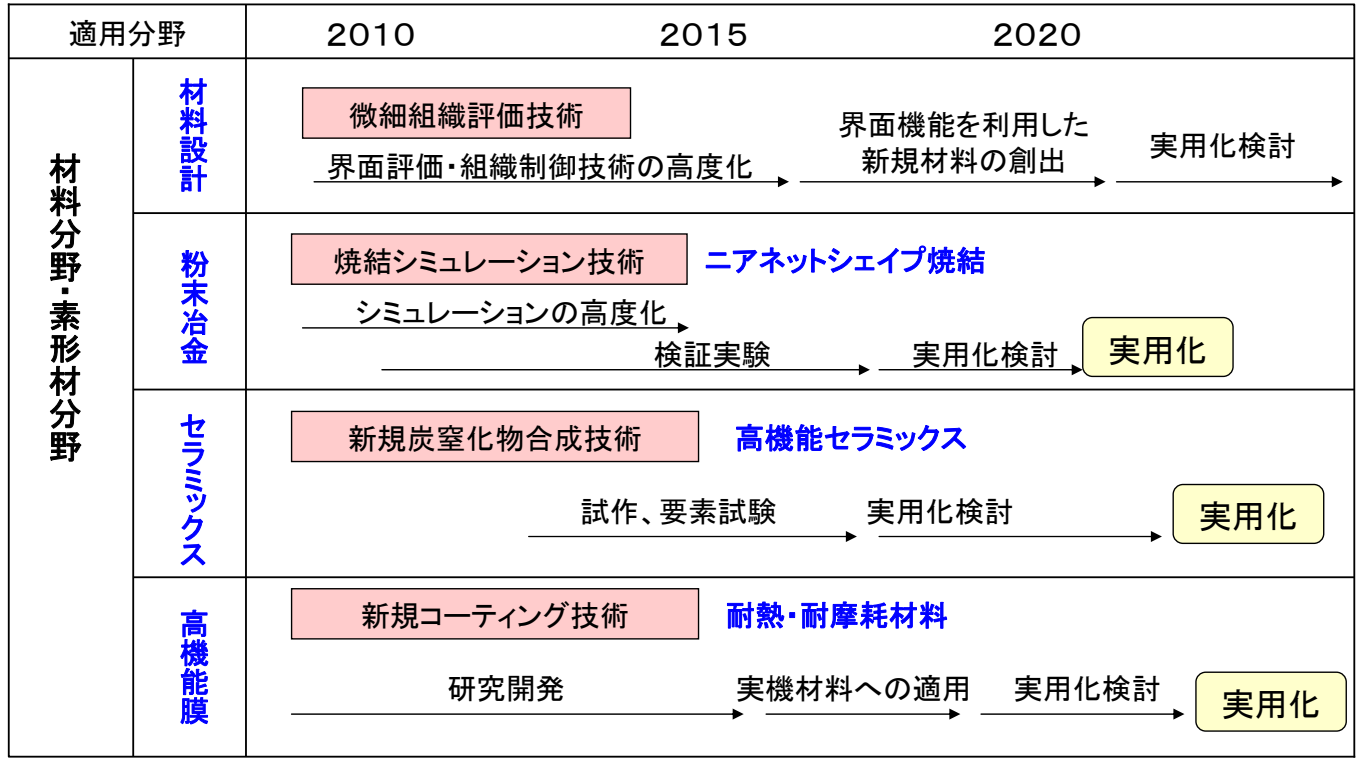 適用分野
2010
2015
2020
材料分野・素形材分野
材料設計
微細組織評価技術
界面評価・組織制御技術の高度化
界面機能を利用した
新規材料の創出
実用化検討
粉末冶金
焼結シミュレーション技術
ニアネットシェイプ焼結
シミュレーションの高度化
検証実験
実用化検討
実用化
セラミックス
新規炭窒化物合成技術
高機能セラミックス
試作、要素試験
実用化検討
実用化
高機能膜
新規コーティング技術
耐熱・耐摩耗材料
研究開発
実機材料への適用
実用化検討
実用化